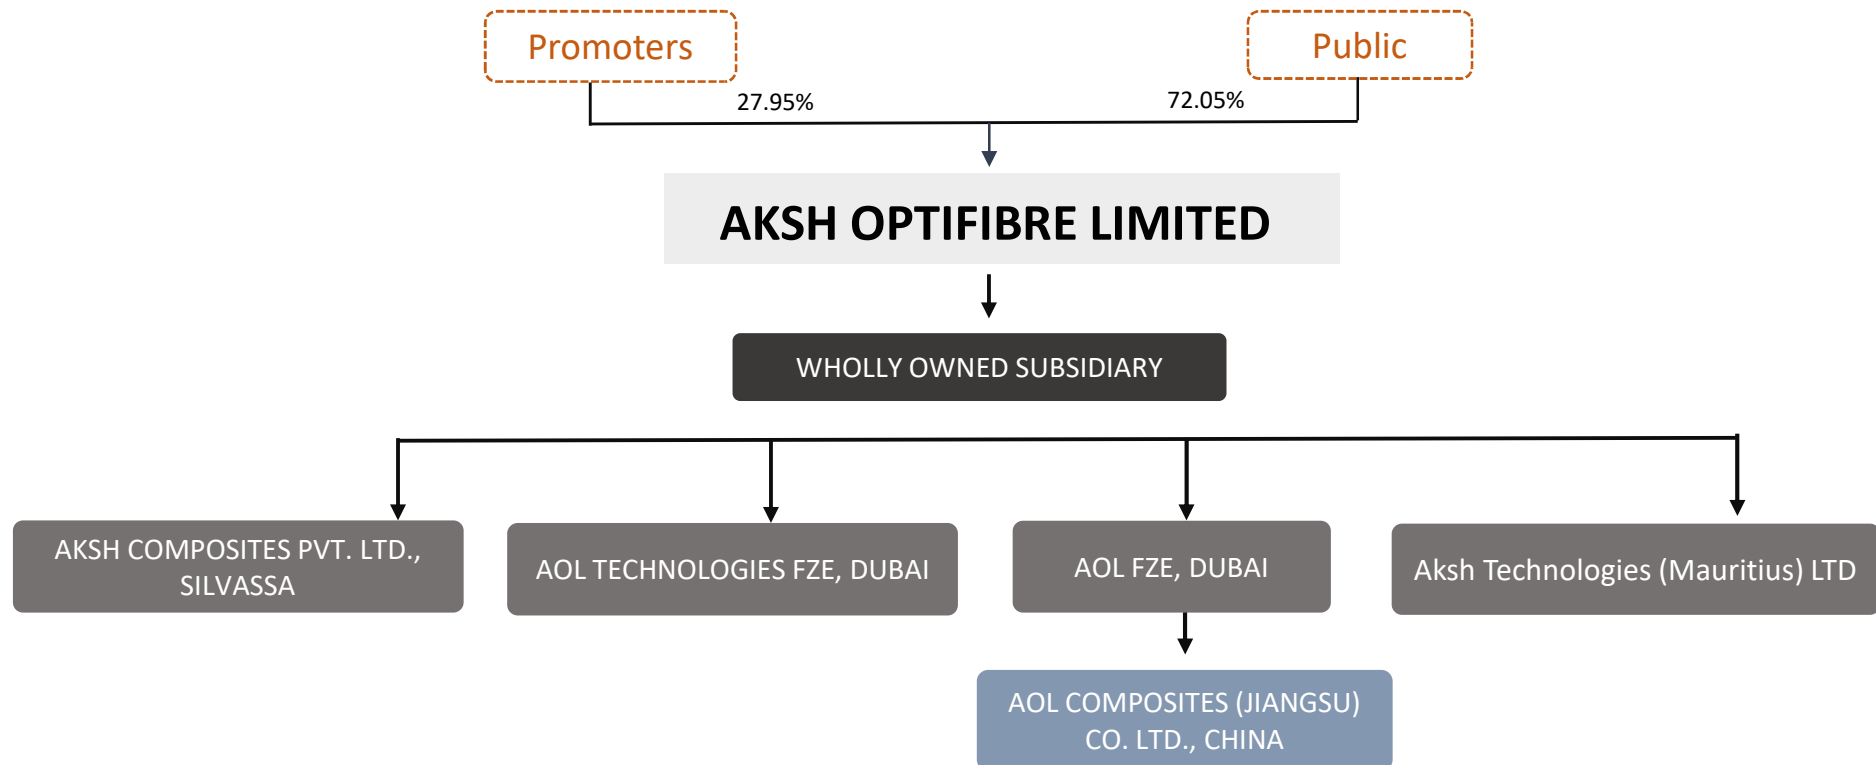 Promoters
Public
27.95%
72.05%
AKSH OPTIFIBRE LIMITED
WHOLLY OWNED SUBSIDIARY
AKSH COMPOSITES PVT. LTD.,
SILVASSA
AOL TECHNOLOGIES FZE, DUBAI
AOL FZE, DUBAI
Aksh Technologies (Mauritius) LTD
AOL COMPOSITES (JIANGSU)
CO. LTD., CHINA